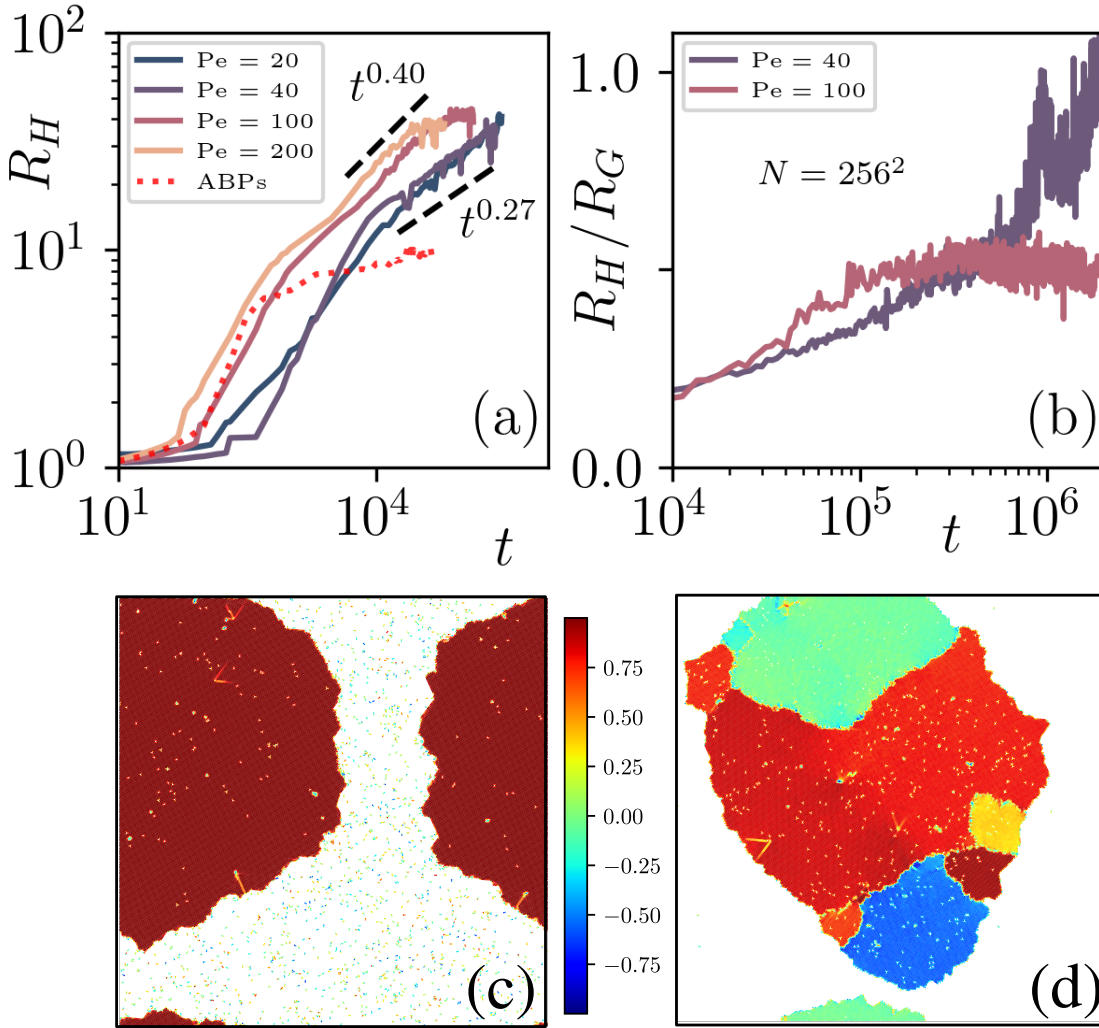 10^2
10^1
10^0
R_H
Pe = 20
Pe = 40
Pe = 100
Pe = 200
ABPs
t^0.40
t^0.27
(a)
10^1
10^4
t
1.0
0.0
R_H/R_G
Pe = 40
Pe = 100
N = 256^2
(b)
10^4
10^5
10^6
t
(c)
0.75
0.50
0.25
0.00
−0.25
−0.50
−0.75
(d)